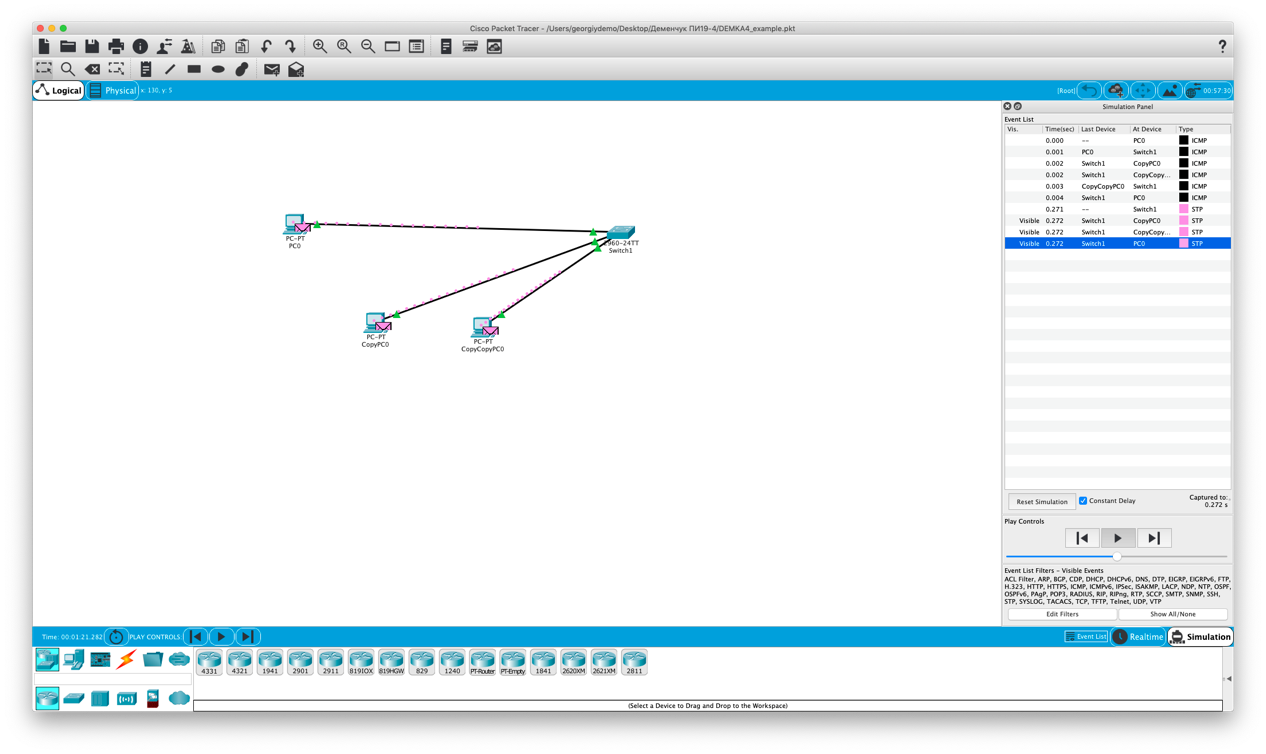 Cisco Packet Tracer - /Users/georgiydemo/Desktop/Деменчук ПИ19-4/DEMKA4_example.pkt
?
Logical Physical x: 130, y: 5 [Root] 00:57:30
Simulation Panel
Event List
Vis. Time(sec) Last Device At Device Type
0.000 -- PC0 ICMP
0.001 PC0 Switch1 ICMP
0.002 Switch1 CopyPC0 ICMP
0.002 Switch1 CopyCopy... ICMP
0.003 CopyCopyPC0 Switch1 ICMP
0.004 Switch1 PC0 ICMP
0.271 -- Switch1 STP
Visible 0.272 Switch1 CopyPC0 STP
Visible 0.272 Switch1 CopyCopy... STP
Visible 0.272 Switch1 PC0 STP
PC-PT
PC0
2960-24TT
Switch1
PC-PT
CopyPC0
PC-PT
CopyCopyPC0
Reset Simulation Constant Delay Captured to:
0.272 s
Play Controls
Event List Filters - Visible Events
ACL Filter, ARP, BGP, CDP, DHCP, DHCPv6, DNS, DTP, EIGRP, EIGRPv6, FTP,
H.323, HTTP, HTTPS, ICMP, ICMPv6, IPSec, ISAKMP, LACP, NDP, NTP, OSPF,
OSPFv6, PAgP, POP3, RADIUS, RIP, RIPng, RTP, SCCP, SMTP, SNMP, SSH,
STP, SYSLOG, TACACS, TCP, TFTP, Telnet, UDP, VTP
Edit Filters Show All/None
Time: 00:01:21.282 PLAY CONTROLS: Event List Realtime Simulation
4331 4321 1941 2901 2911 819IOX 819HGW 829 1240 PT-Router PT-Empty 1841 2620XM 2621XM 2811
(Select a Device to Drag and Drop to the Workspace)